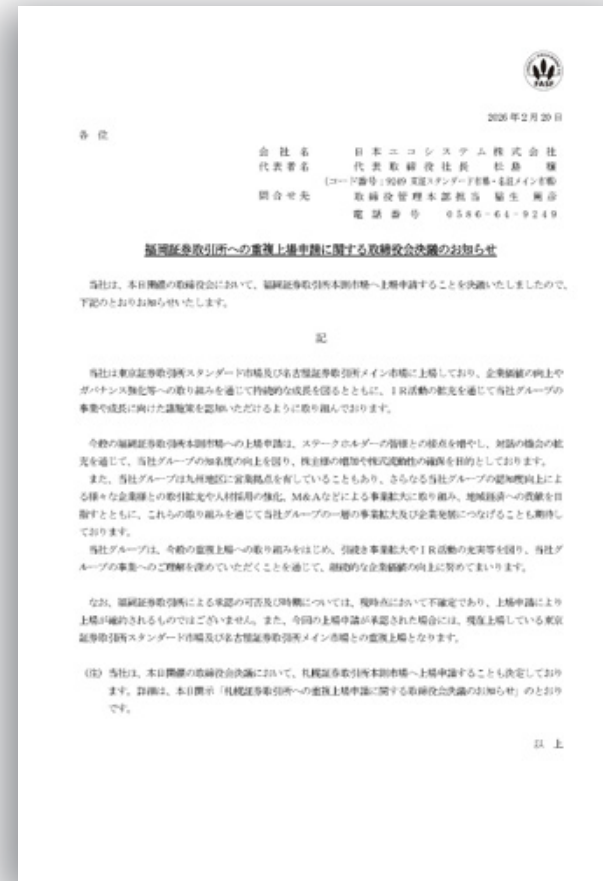 FASF
2026年2月20日
各 位
会 社 名 日本エコシステム株式会社
代表者名 代表取締役社長 松島 穣
(コード番号:9249 東証スタンダード市場・名証メイン市場)
問合せ先 取締役管理本部担当
電話番号 0586-64-9249
福岡証券取引所への重複上場申請に関する取締役会決議のお知らせ
当社は、本日開催の取締役会において、福岡証券取引所本則市場へ上場申請することを決議いたしましたので、
下記のとおりお知らせいたします。
記
当社は東京証券取引所スタンダード市場及び名古屋証券取引所メイン市場に上場しており、企業価値の向上や
ガバナンス強化等への取り組みを通じて持続的な成長を図るとともに、IR活動の拡充を通じて当社グループの
事業や成長に向けた諸施策を認知いただけるように取り組んでおります。
今般の福岡証券取引所本則市場への上場申請は、ステークホルダーの皆様との接点を増やし、対話の機会の拡
充を通じて、当社グループの知名度の向上を図り、株主様の増加や株式流動性の確保を目的としております。
また、当社グループは九州地区に営業拠点を有していることもあり、さらなる当社グループの認知度向上によ
る様々な企業様との取引拡充や人材採用の強化、M&Aなどによる事業拡大に取り組み、地域経済への貢献を目
指すとともに、これらの取り組みを通じて当社グループの一層の事業拡大及び企業発展につなげることも期待し
ております。
当社グループは、今般の重複上場への取り組みをはじめ、引続き事業拡大やIR活動の充実等を図り、当社グ
ループの事業へのご理解を深めていただくことを通じて、継続的な企業価値の向上に努めてまいります。
なお、福岡証券取引所による承認の可否及び時期については、現時点において不確定であり、上場申請により
上場が確約されるものではございません。また、今回の上場申請が承認された場合には、現在上場している東京
証券取引所スタンダード市場及び名古屋証券取引所メイン市場との重複上場となります。
(注) 当社は、本日開催の取締役会決議において、札幌証券取引所本則市場へ上場申請することも決定しており
ます。詳細は、本日開示「札幌証券取引所への重複上場申請に関する取締役会決議のお知らせ」のとおり
です。
以 上